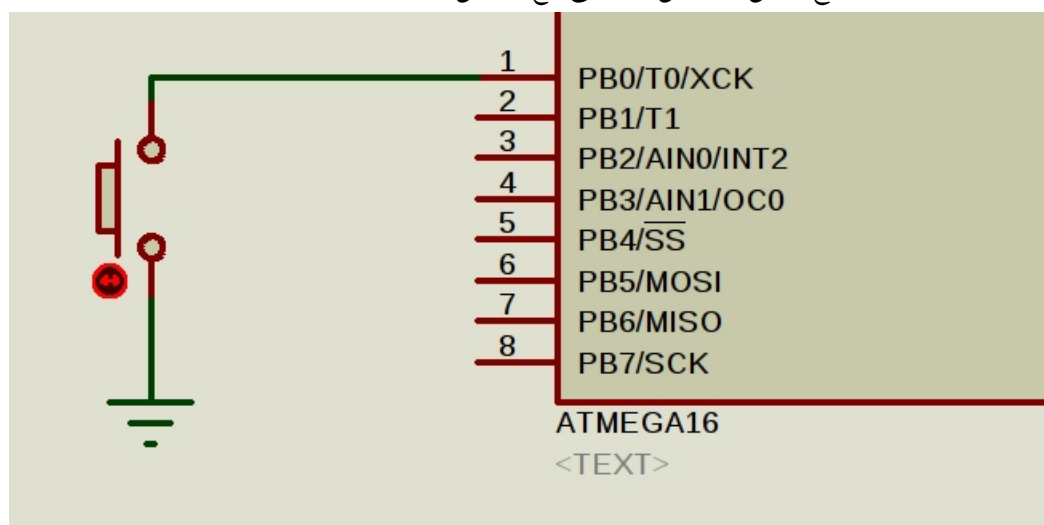 1 PB0/T0/XCK
2 PB1/T1
3 PB2/AIN0/INT2
4 PB3/AIN1/OC0
5 PB4/SS
6 PB5/MOSI
7 PB6/MISO
8 PB7/SCK
ATMEGA16
<TEXT>